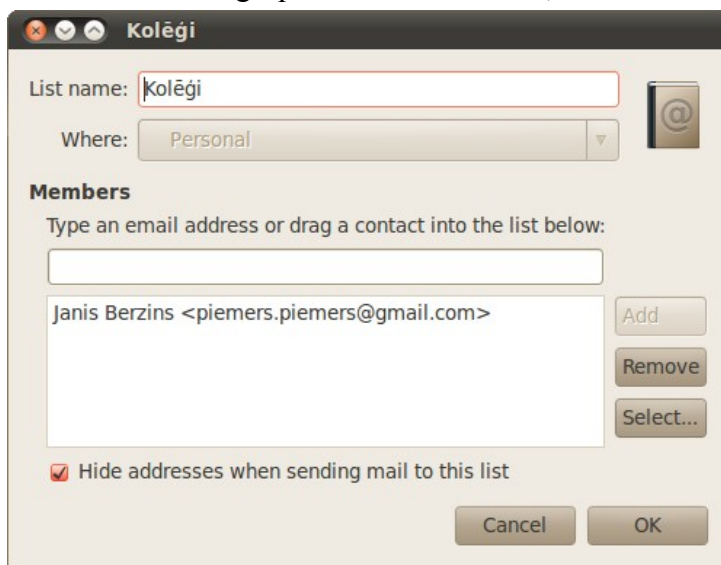 Kolēģi
List name: Kolēģi
Where: Personal
@
Members
Type an email address or drag a contact into the list below:
Janis Berzins <piemers.piemers@gmail.com>
Add
Remove
Select...
Hide addresses when sending mail to this list
Cancel OK